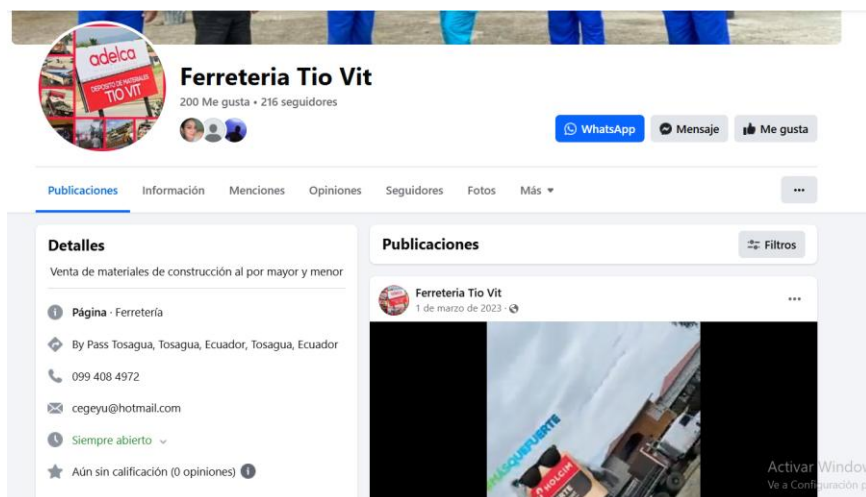 adelca
DEPOSITO DE MATERIALES
TIO VIT
Ferreteria Tio Vit
200 Me gusta • 216 seguidores
WhatsApp
Mensaje
Me gusta
Publicaciones
Información
Menciones
Opiniones
Seguidores
Fotos
Más
Detalles
Venta de materiales de construcción al por mayor y menor
Página · Ferretería
By Pass Tosagua, Tosagua, Ecuador, Tosagua, Ecuador
099 408 4972
cegeyu@hotmail.com
Siempre abierto
Aún sin calificación (0 opiniones)
Publicaciones
Filtros
Ferreteria Tio Vit
1 de marzo de 2023 ·
HOLCIM
Activar Window
Ve a Configuración p